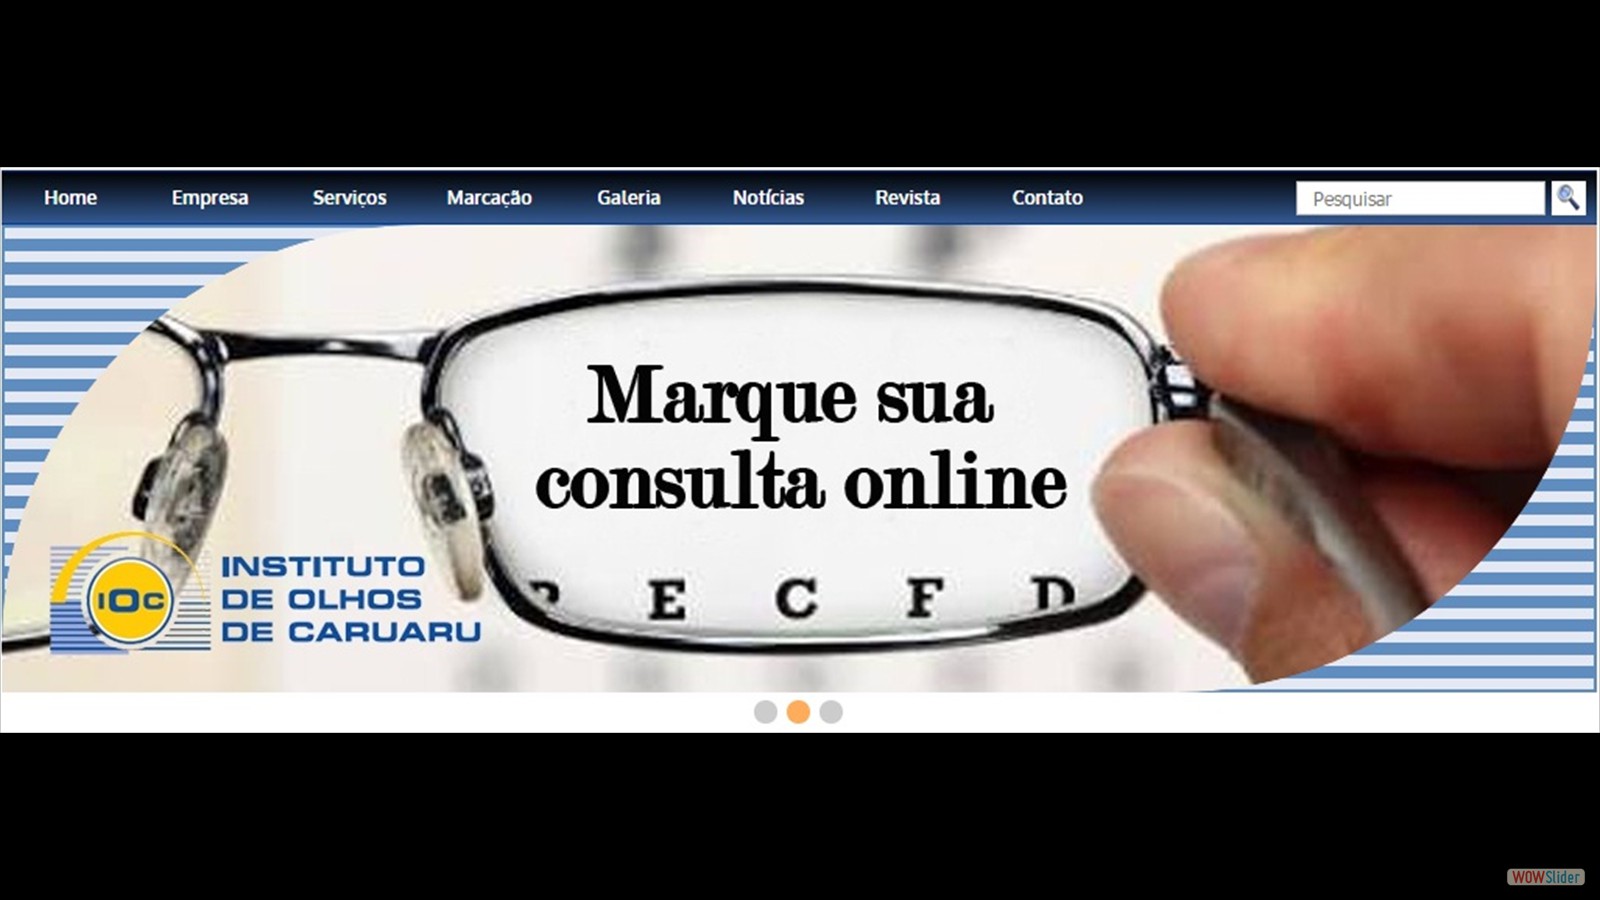 Home Empresa Serviços Marcação Galeria Notícias Revista Contato Pesquisar
Marque sua
consulta online
E C F D
IOC
INSTITUTO
DE OLHOS
DE CARUARU
WOWSlider